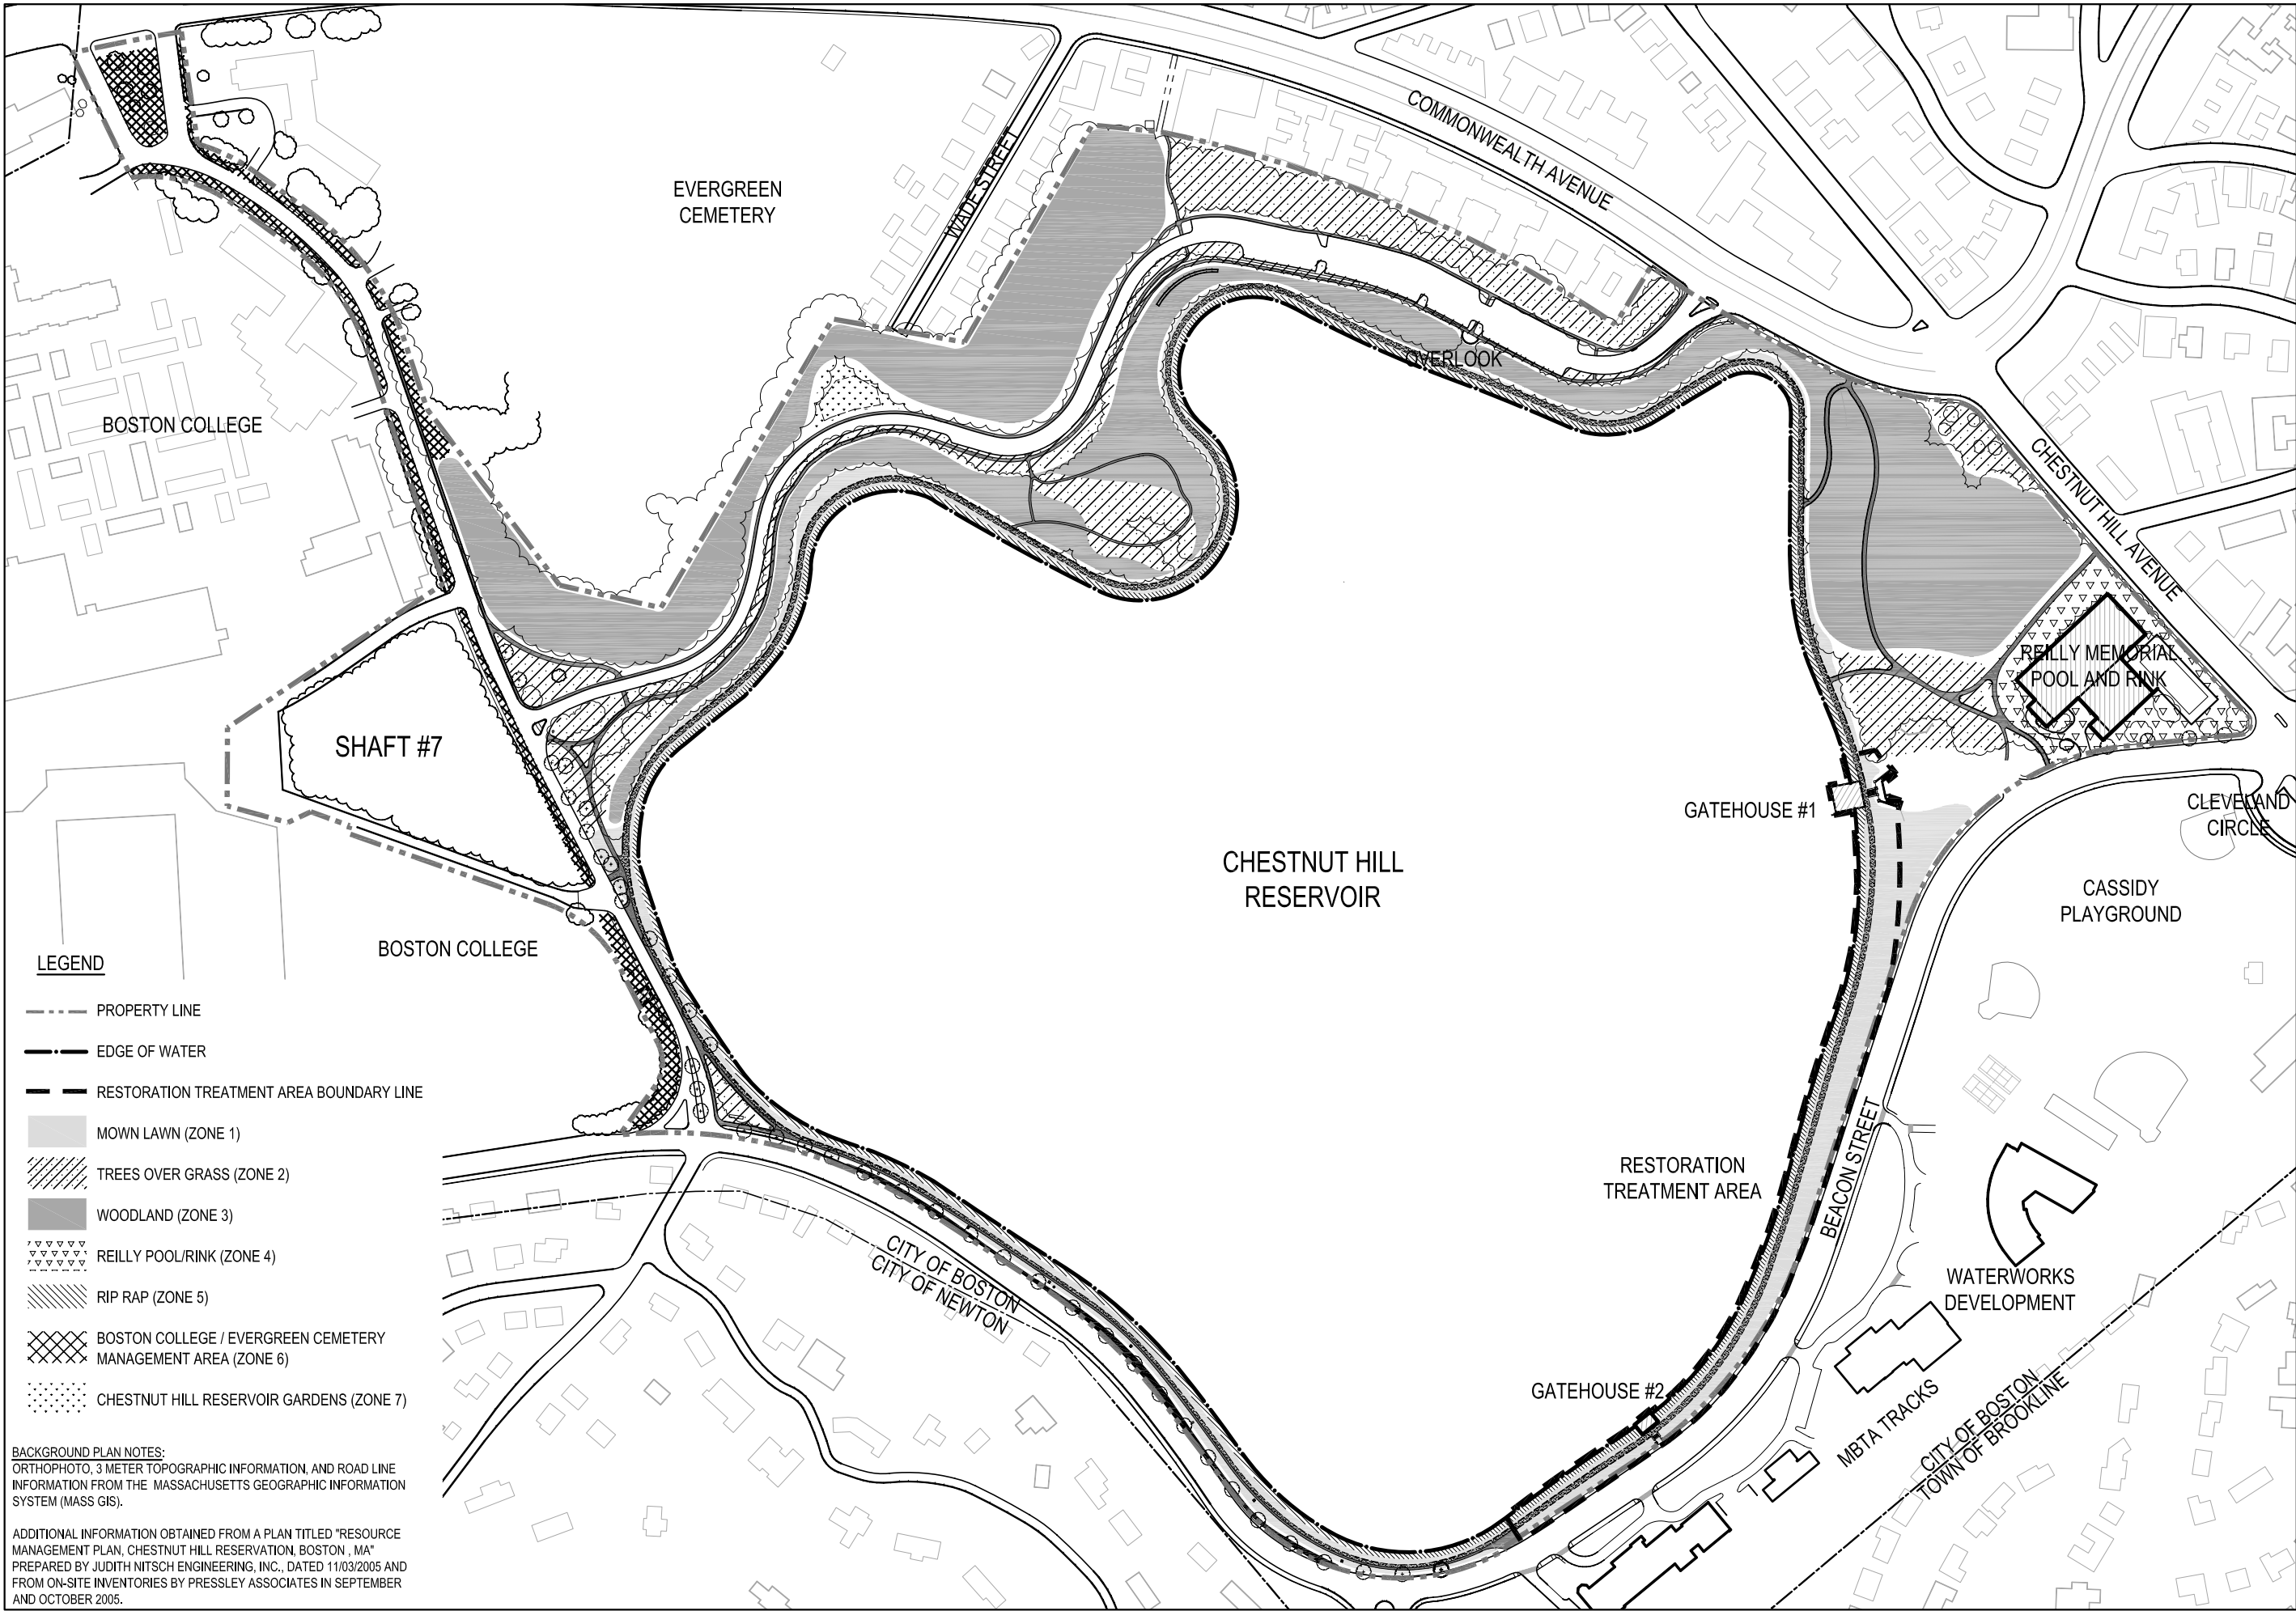 COMMONWEALTH AVENUE
WADE STREET
EVERGREEN
CEMETERY
OVERLOOK
BOSTON COLLEGE
CHESTNUT HILL AVENUE
REILLY MEMORIAL
POOL AND RINK
SHAFT #7
GATEHOUSE #1
CLEVELAND
CIRCLE
CHESTNUT HILL
RESERVOIR
CASSIDY
PLAYGROUND
BOSTON COLLEGE
RESTORATION
TREATMENT AREA
BEACON STREET
CITY OF BOSTON
CITY OF NEWTON
WATERWORKS
DEVELOPMENT
GATEHOUSE #2
MBTA TRACKS
CITY OF BOSTON
TOWN OF BROOKLINE
LEGEND
PROPERTY LINE
EDGE OF WATER
RESTORATION TREATMENT AREA BOUNDARY LINE
MOWN LAWN (ZONE 1)
TREES OVER GRASS (ZONE 2)
WOODLAND (ZONE 3)
REILLY POOL/RINK (ZONE 4)
RIP RAP (ZONE 5)
BOSTON COLLEGE / EVERGREEN CEMETERY
MANAGEMENT AREA (ZONE 6)
CHESTNUT HILL RESERVOIR GARDENS (ZONE 7)
BACKGROUND PLAN NOTES:
ORTHOPHOTO, 3 METER TOPOGRAPHIC INFORMATION, AND ROAD LINE
INFORMATION FROM THE MASSACHUSETTS GEOGRAPHIC INFORMATION
SYSTEM (MASS GIS).
ADDITIONAL INFORMATION OBTAINED FROM A PLAN TITLED "RESOURCE
MANAGEMENT PLAN, CHESTNUT HILL RESERVATION, BOSTON , MA"
PREPARED BY JUDITH NITSCH ENGINEERING, INC., DATED 11/03/2005 AND
FROM ON-SITE INVENTORIES BY PRESSLEY ASSOCIATES IN SEPTEMBER
AND OCTOBER 2005.